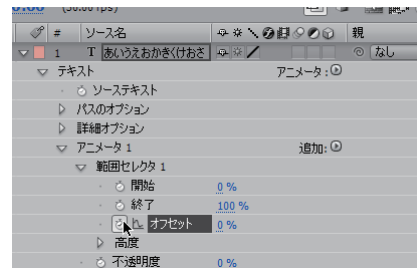 # ソース名 親
1 T あいうえおかきくけおさ なし
テキスト アニメータ:
ソーステキスト
パスのオプション
詳細オプション
アニメータ 1 追加:
範囲セレクタ 1
開始 0 %
終了 100 %
オフセット 0 %
高度
不透明度 0 %